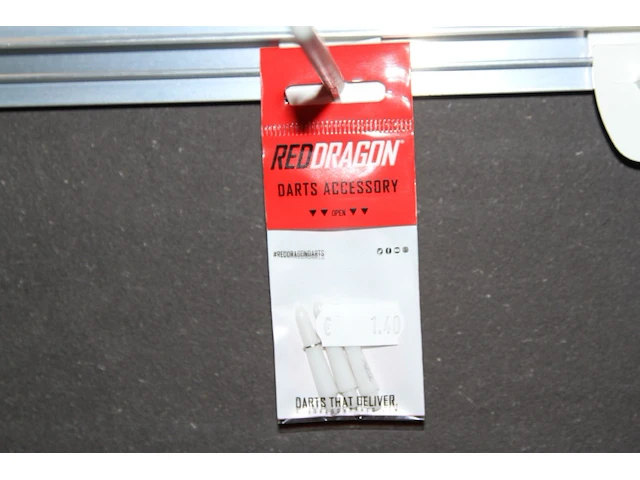 REDDRAGON
DARTS ACCESSORY
▼ ▼ OPEN ▼ ▼
#REDDRAGONDARTS
€ 1.40
DARTS THAT DELIVER.